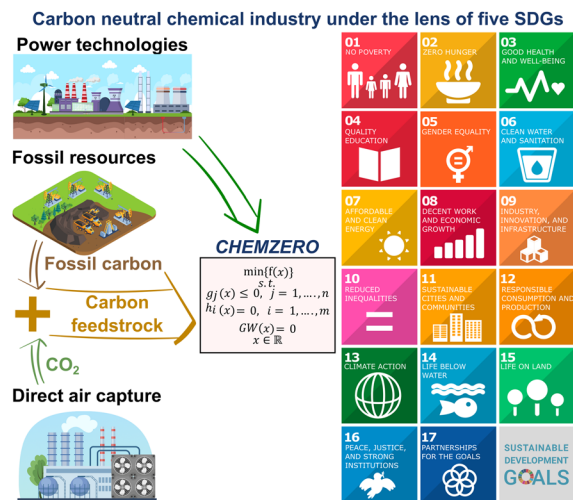 Carbon neutral chemical industry under the lens of five SDGs
Power technologies
Fossil resources
Fossil carbon
+
Carbon
feedstrock
CO₂
Direct air capture
CHEMZERO
min{f(x)}
s.t.
gⱼ(x) ≤ 0, j = 1,....,n
hᵢ(x) = 0, i = 1,....,m
GW(x) = 0
x ∈ ℝ
01
NO POVERTY
02
ZERO HUNGER
03
GOOD HEALTH
AND WELL-BEING
04
QUALITY
EDUCATION
05
GENDER EQUALITY
06
CLEAN WATER
AND SANITATION
07
AFFORDABLE
AND CLEAN
ENERGY
08
DECENT WORK
AND ECONOMIC
GROWTH
09
INDUSTRY,
INNOVATION, AND
INFRASTRUCTURE
10
REDUCED
INEQUALITIES
11
SUSTAINABLE
CITIES AND
COMMUNITIES
12
RESPONSIBLE
CONSUMPTION AND
PRODUCTION
13
CLIMATE ACTION
14
LIFE BELOW
WATER
15
LIFE ON LAND
16
PEACE, JUSTICE,
AND STRONG
INSTITUTIONS
17
PARTNERSHIPS
FOR THE GOALS
SUSTAINABLE
DEVELOPMENT
GOALS